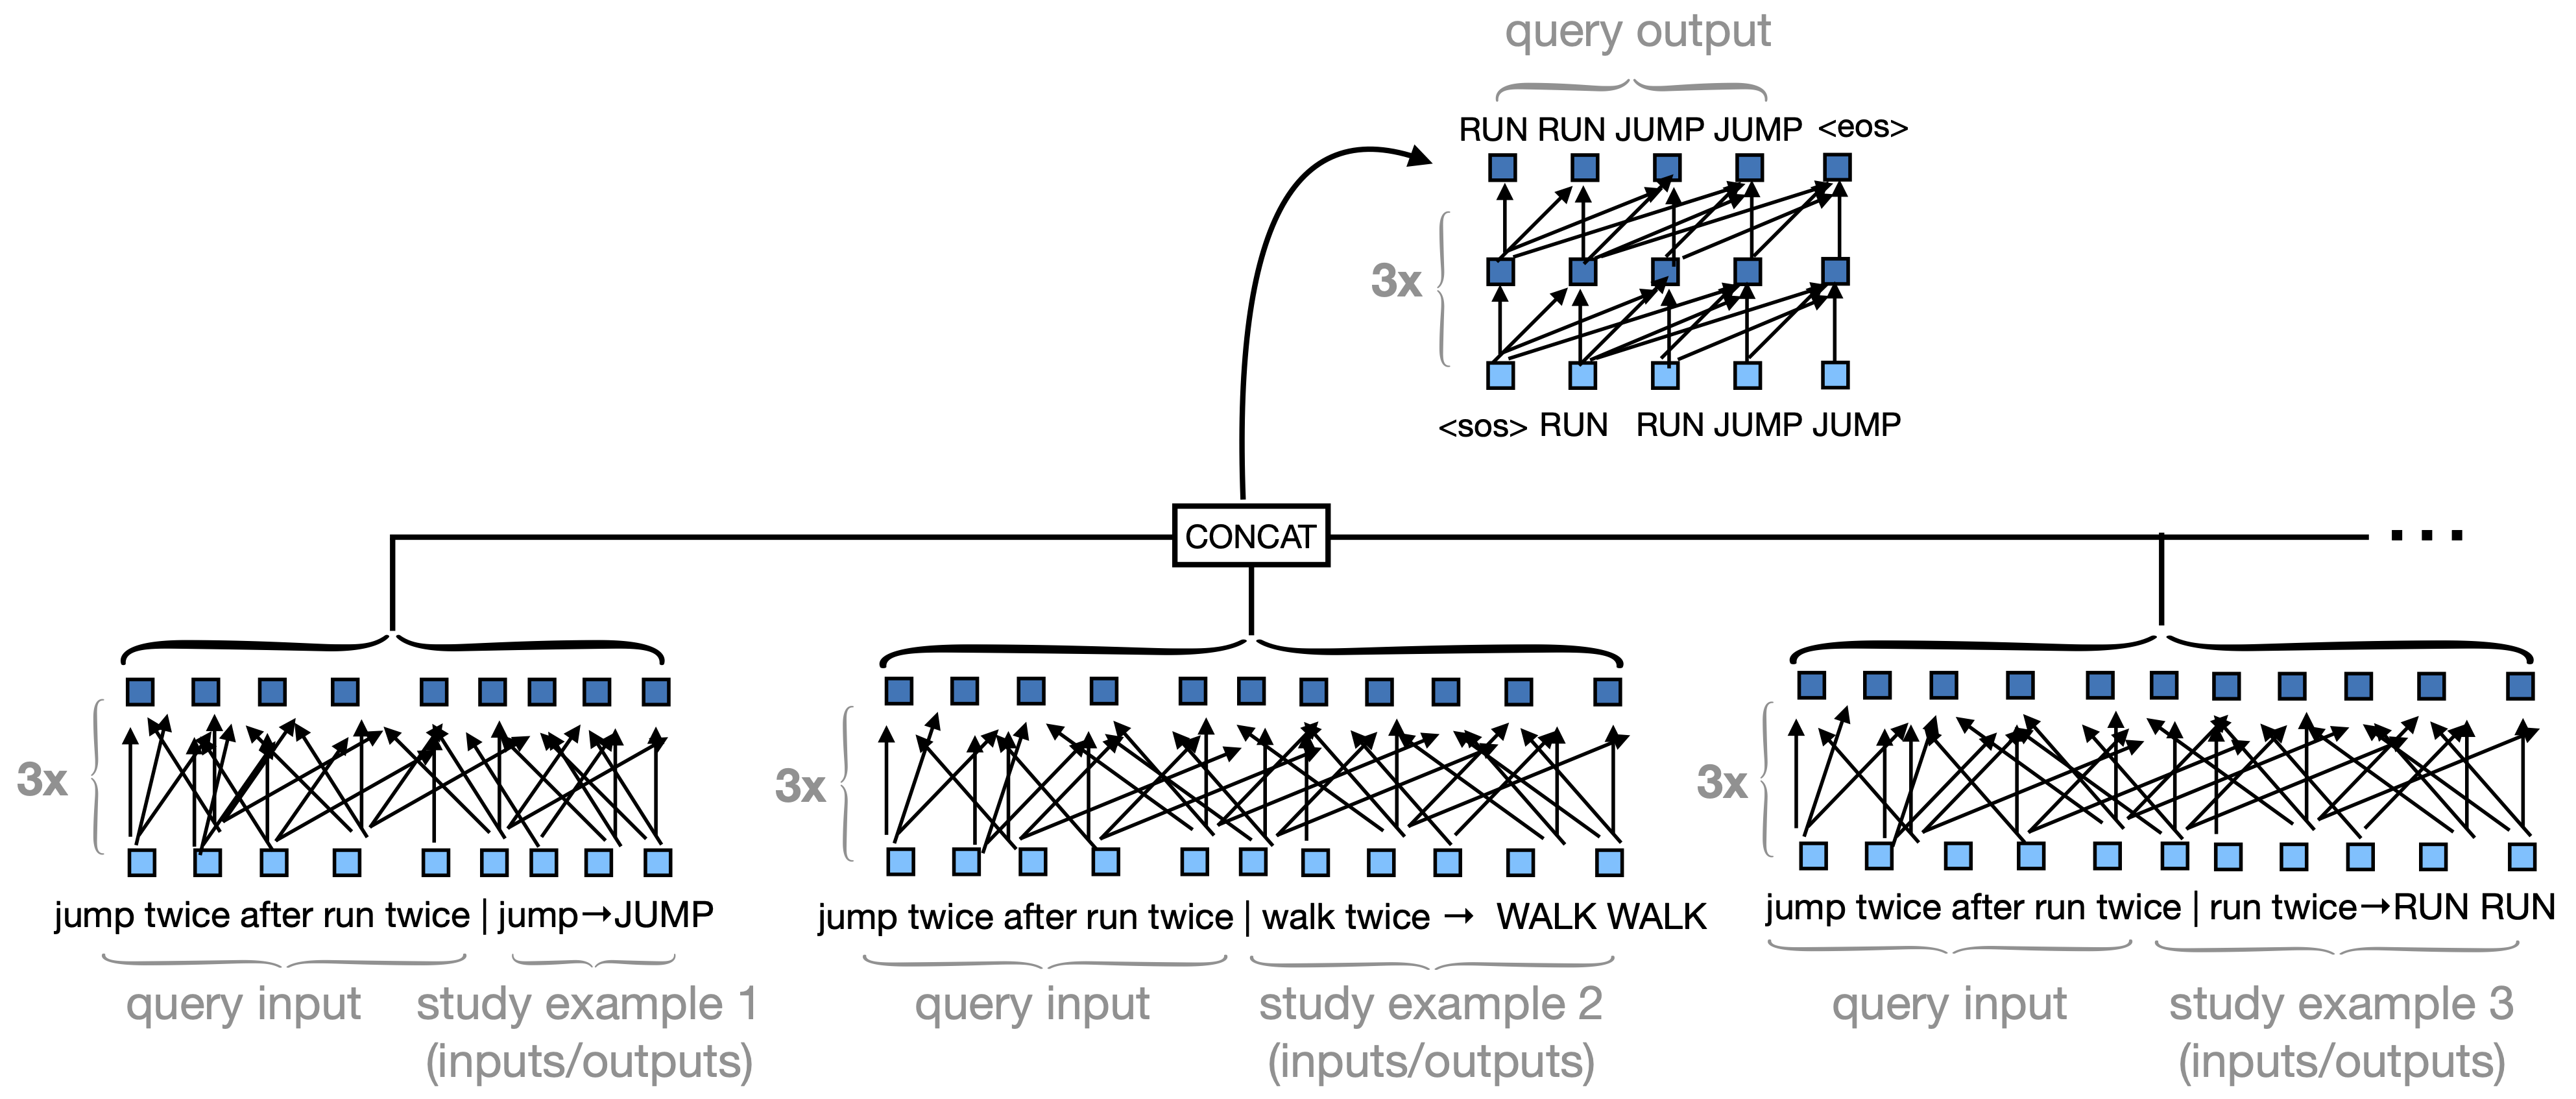 query output
RUN RUN JUMP JUMP <eos>
3x
<sos> RUN RUN JUMP JUMP
CONCAT
...
3x
3x
3x
jump twice after run twice | jump→JUMP
jump twice after run twice | walk twice → WALK WALK
jump twice after run twice | run twice→RUN RUN
query input
study example 1
(inputs/outputs)
query input
study example 2
(inputs/outputs)
query input
study example 3
(inputs/outputs)